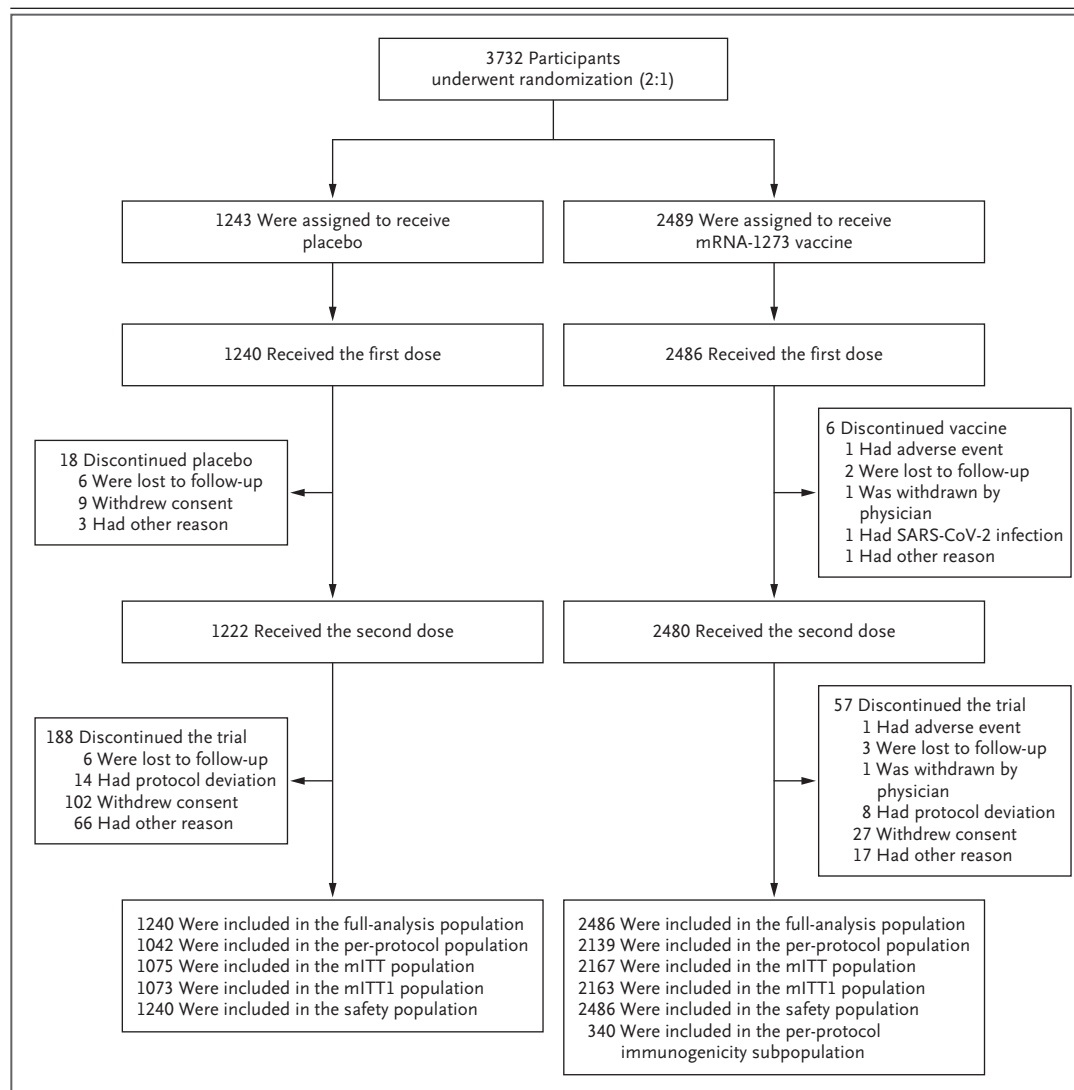 3732 Participants
underwent randomization (2:1)
1243 Were assigned to receive
placebo
2489 Were assigned to receive
mRNA-1273 vaccine
1240 Received the first dose
2486 Received the first dose
18 Discontinued placebo
6 Were lost to follow-up
9 Withdrew consent
3 Had other reason
6 Discontinued vaccine
1 Had adverse event
2 Were lost to follow-up
1 Was withdrawn by
physician
1 Had SARS-CoV-2 infection
1 Had other reason
1222 Received the second dose
2480 Received the second dose
188 Discontinued the trial
6 Were lost to follow-up
14 Had protocol deviation
102 Withdrew consent
66 Had other reason
57 Discontinued the trial
1 Had adverse event
3 Were lost to follow-up
1 Was withdrawn by
physician
8 Had protocol deviation
27 Withdrew consent
17 Had other reason
1240 Were included in the full-analysis population
1042 Were included in the per-protocol population
1075 Were included in the mITT population
1073 Were included in the mITT1 population
1240 Were included in the safety population
2486 Were included in the full-analysis population
2139 Were included in the per-protocol population
2167 Were included in the mITT population
2163 Were included in the mITT1 population
2486 Were included in the safety population
340 Were included in the per-protocol
immunogenicity subpopulation